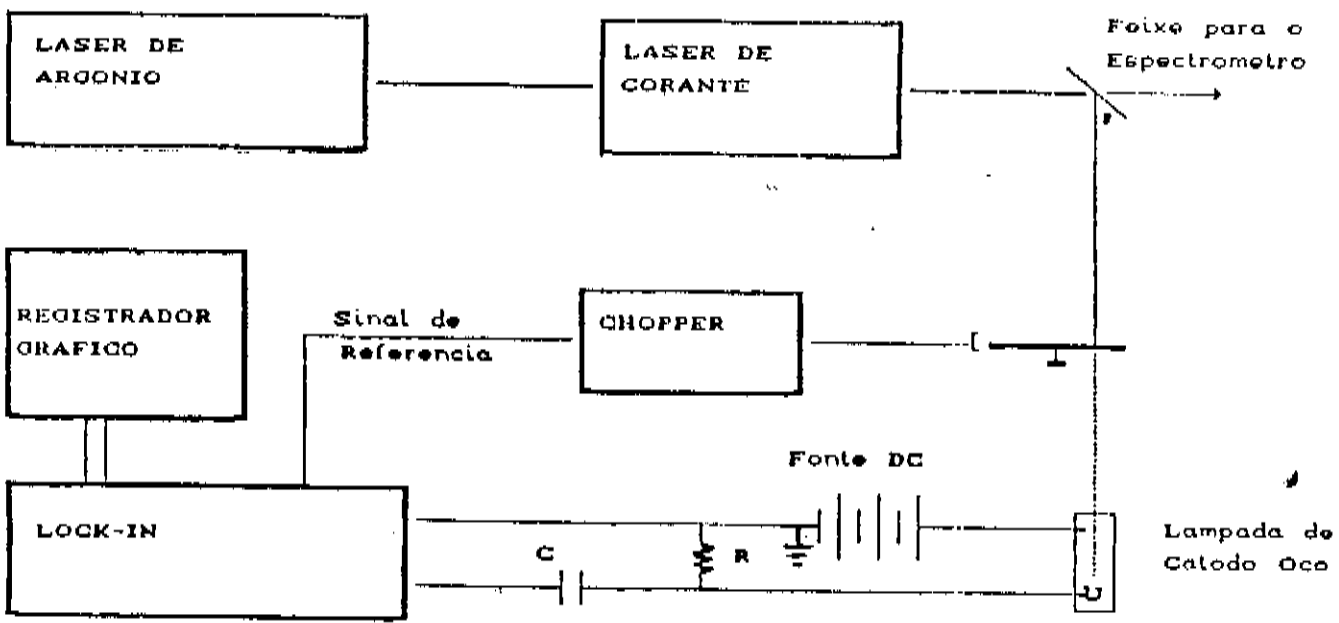 LASER DE
ARGONIO
LASER DE
CORANTE
Feixe para o
Espectrometro
REGISTRADOR
GRAFICO
Sinal de
Referencia
CHOPPER
Fonte DC
LOCK-IN
C
R
Lampada de
Catodo Oco